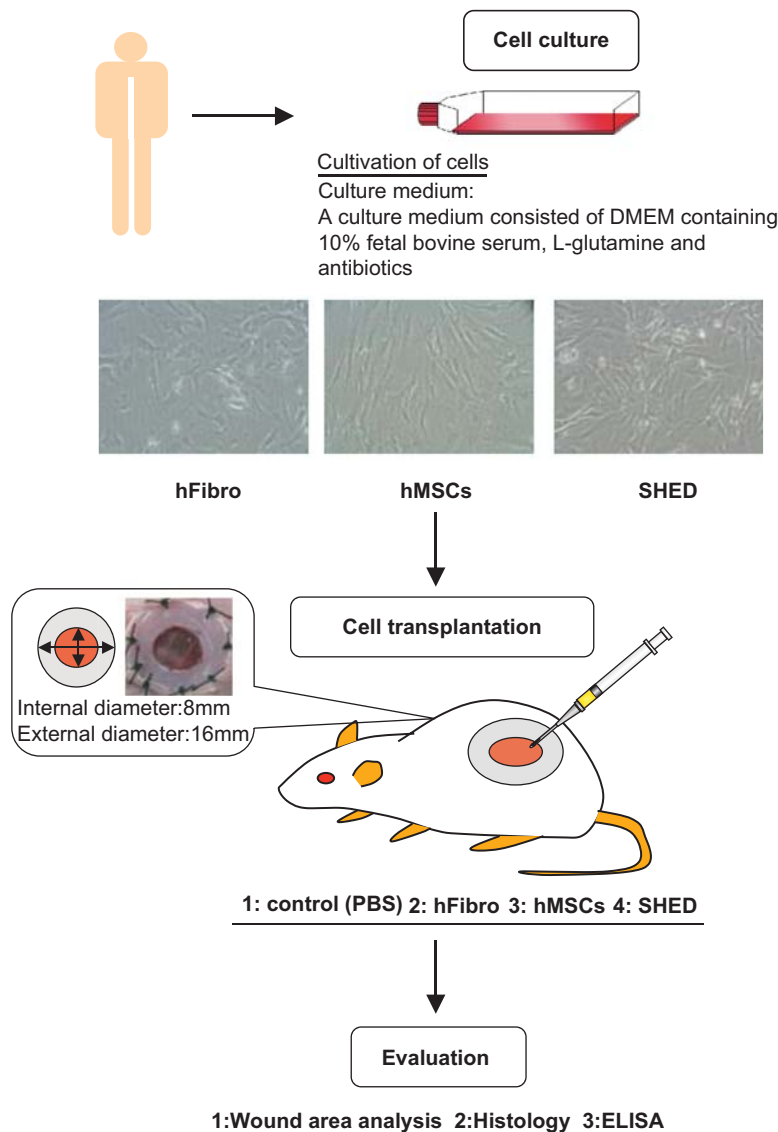 Cell culture
Cultivation of cells
Culture medium:
A culture medium consisted of DMEM containing
10% fetal bovine serum, L-glutamine and
antibiotics
hFibro hMSCs SHED
Cell transplantation
Internal diameter:8mm
External diameter:16mm
1: control (PBS) 2: hFibro 3: hMSCs 4: SHED
Evaluation
1:Wound area analysis 2:Histology 3:ELISA